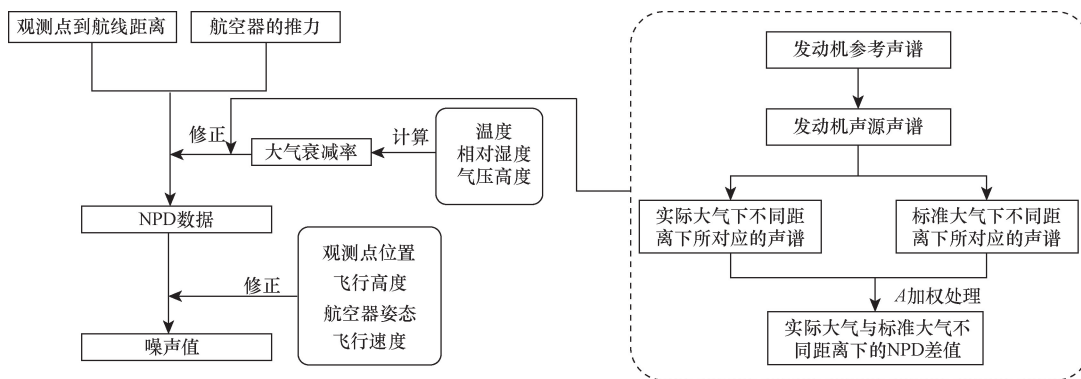 观测点到航线距离
航空器的推力
修正
大气衰减率
计算
温度
相对湿度
气压高度
NPD数据
观测点位置
飞行高度
航空器姿态
飞行速度
修正
噪声值
发动机参考声谱
发动机声源声谱
实际大气下不同距
离下所对应的声谱
标准大气下不同距
离下所对应的声谱
A加权处理
实际大气与标准大气不
同距离下的NPD差值